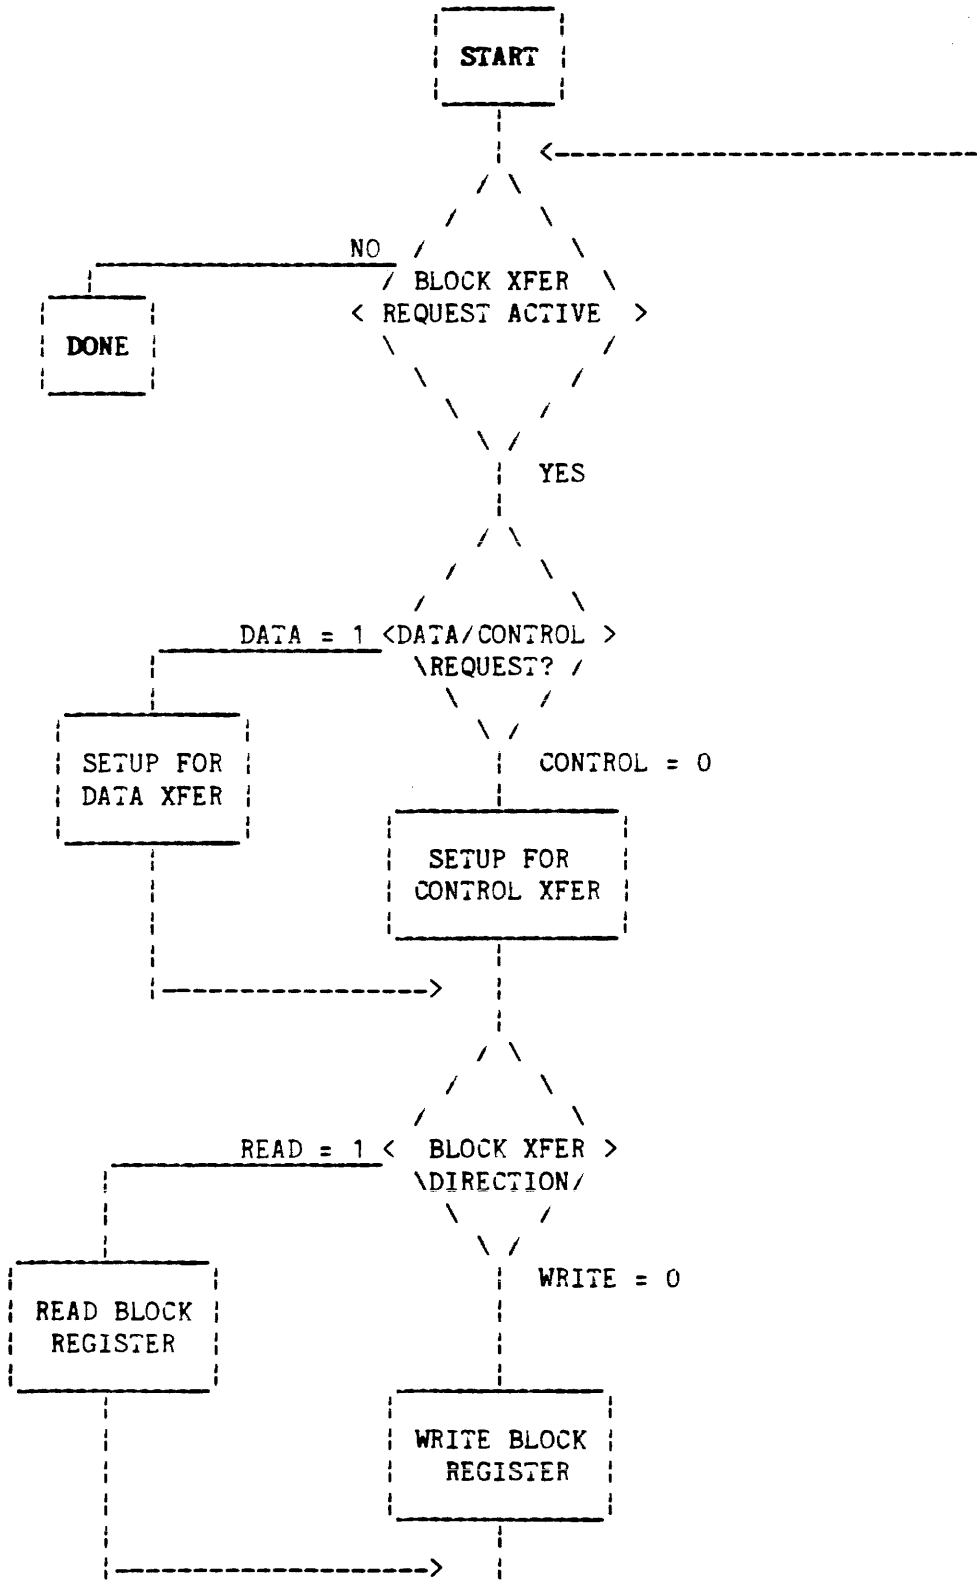 START
NO
BLOCK XFER
REQUEST ACTIVE
DONE
YES
DATA = 1
DATA/CONTROL
REQUEST?
CONTROL = 0
SETUP FOR
DATA XFER
SETUP FOR
CONTROL XFER
READ = 1
BLOCK XFER
DIRECTION
WRITE = 0
READ BLOCK
REGISTER
WRITE BLOCK
REGISTER